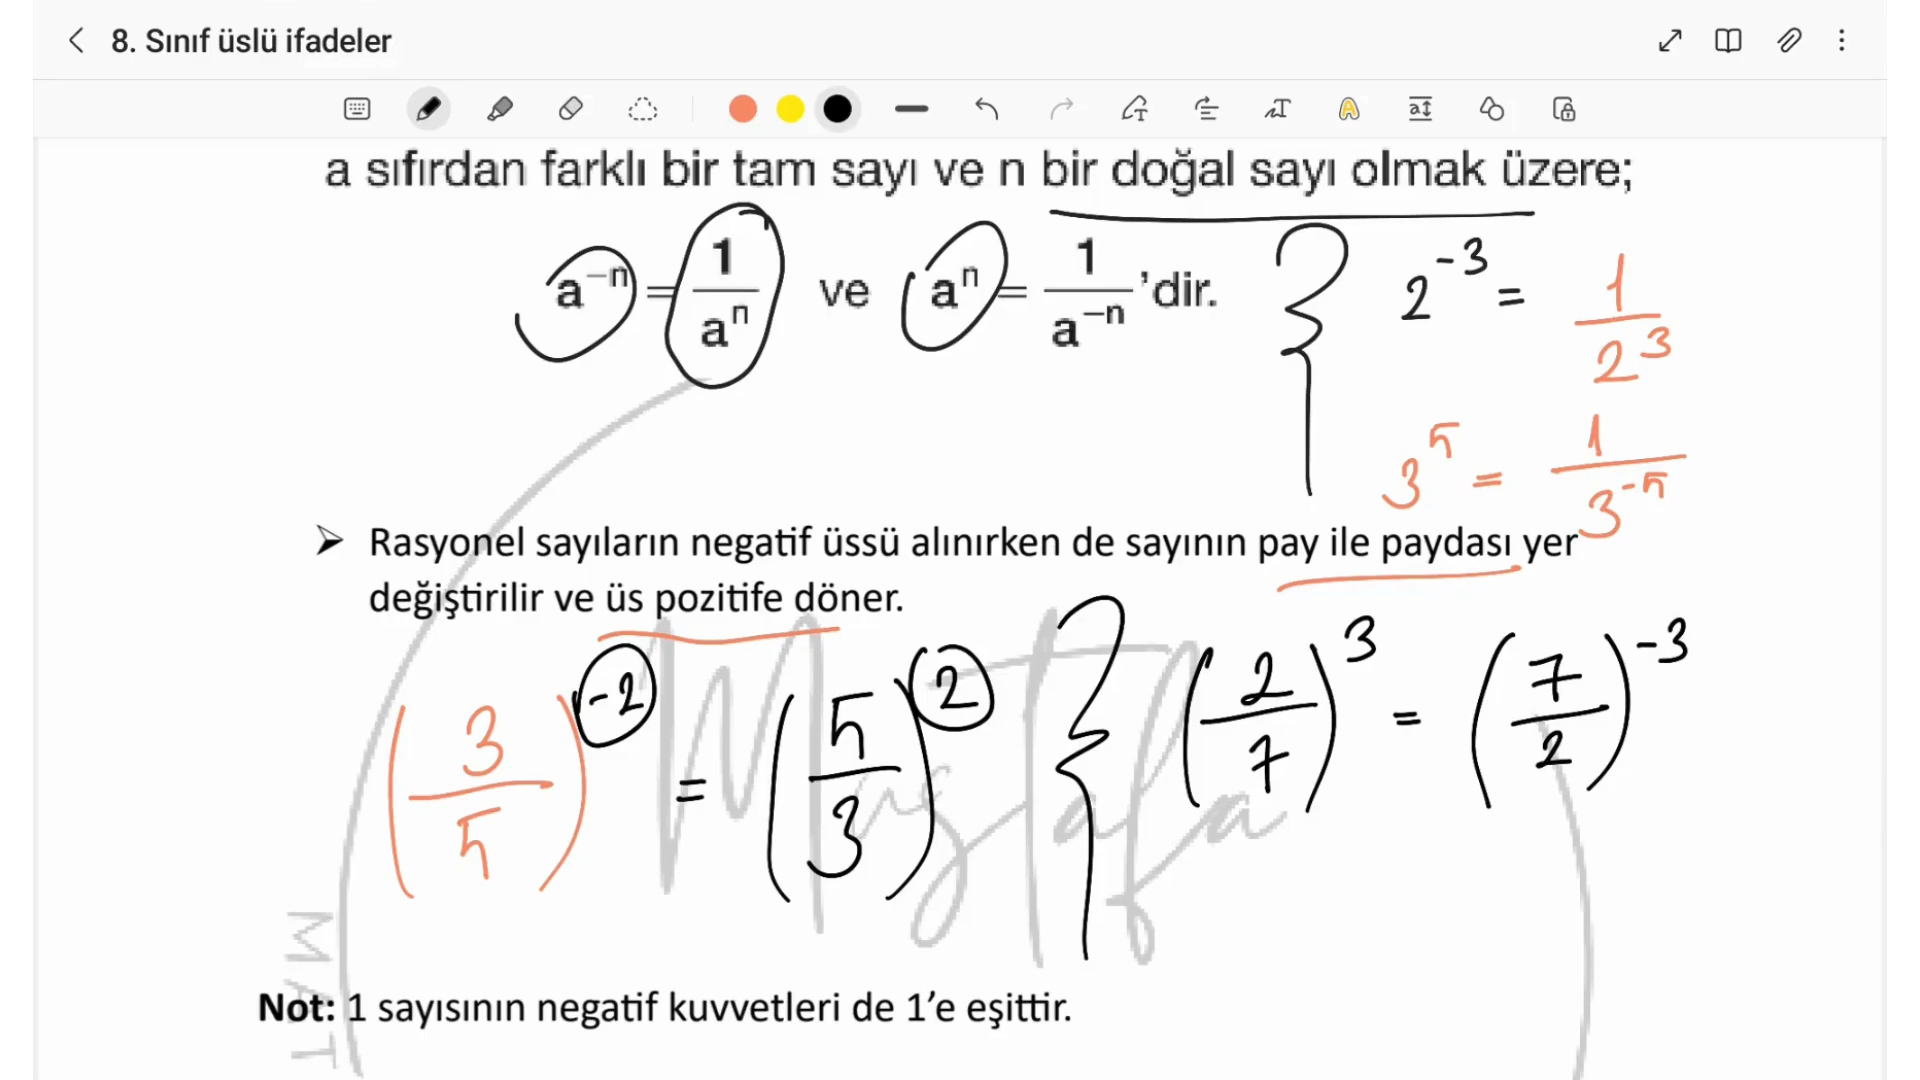 8. Sınıf üslü ifadeler
a sıfırdan farklı bir tam sayı ve n bir doğal sayı olmak üzere;
a⁻ⁿ = 1/aⁿ ve aⁿ = 1/a⁻ⁿ 'dir.
2⁻³ = 1/2³
3⁵ = 1/3⁻⁵
➢ Rasyonel sayıların negatif üssü alınırken de sayının pay ile paydası yer
değiştirilir ve üs pozitife döner.
(3/5)⁻² = (5/3)² (2/7)³ = (7/2)⁻³
Mustafa
MAT
Not: 1 sayısının negatif kuvvetleri de 1'e eşittir.